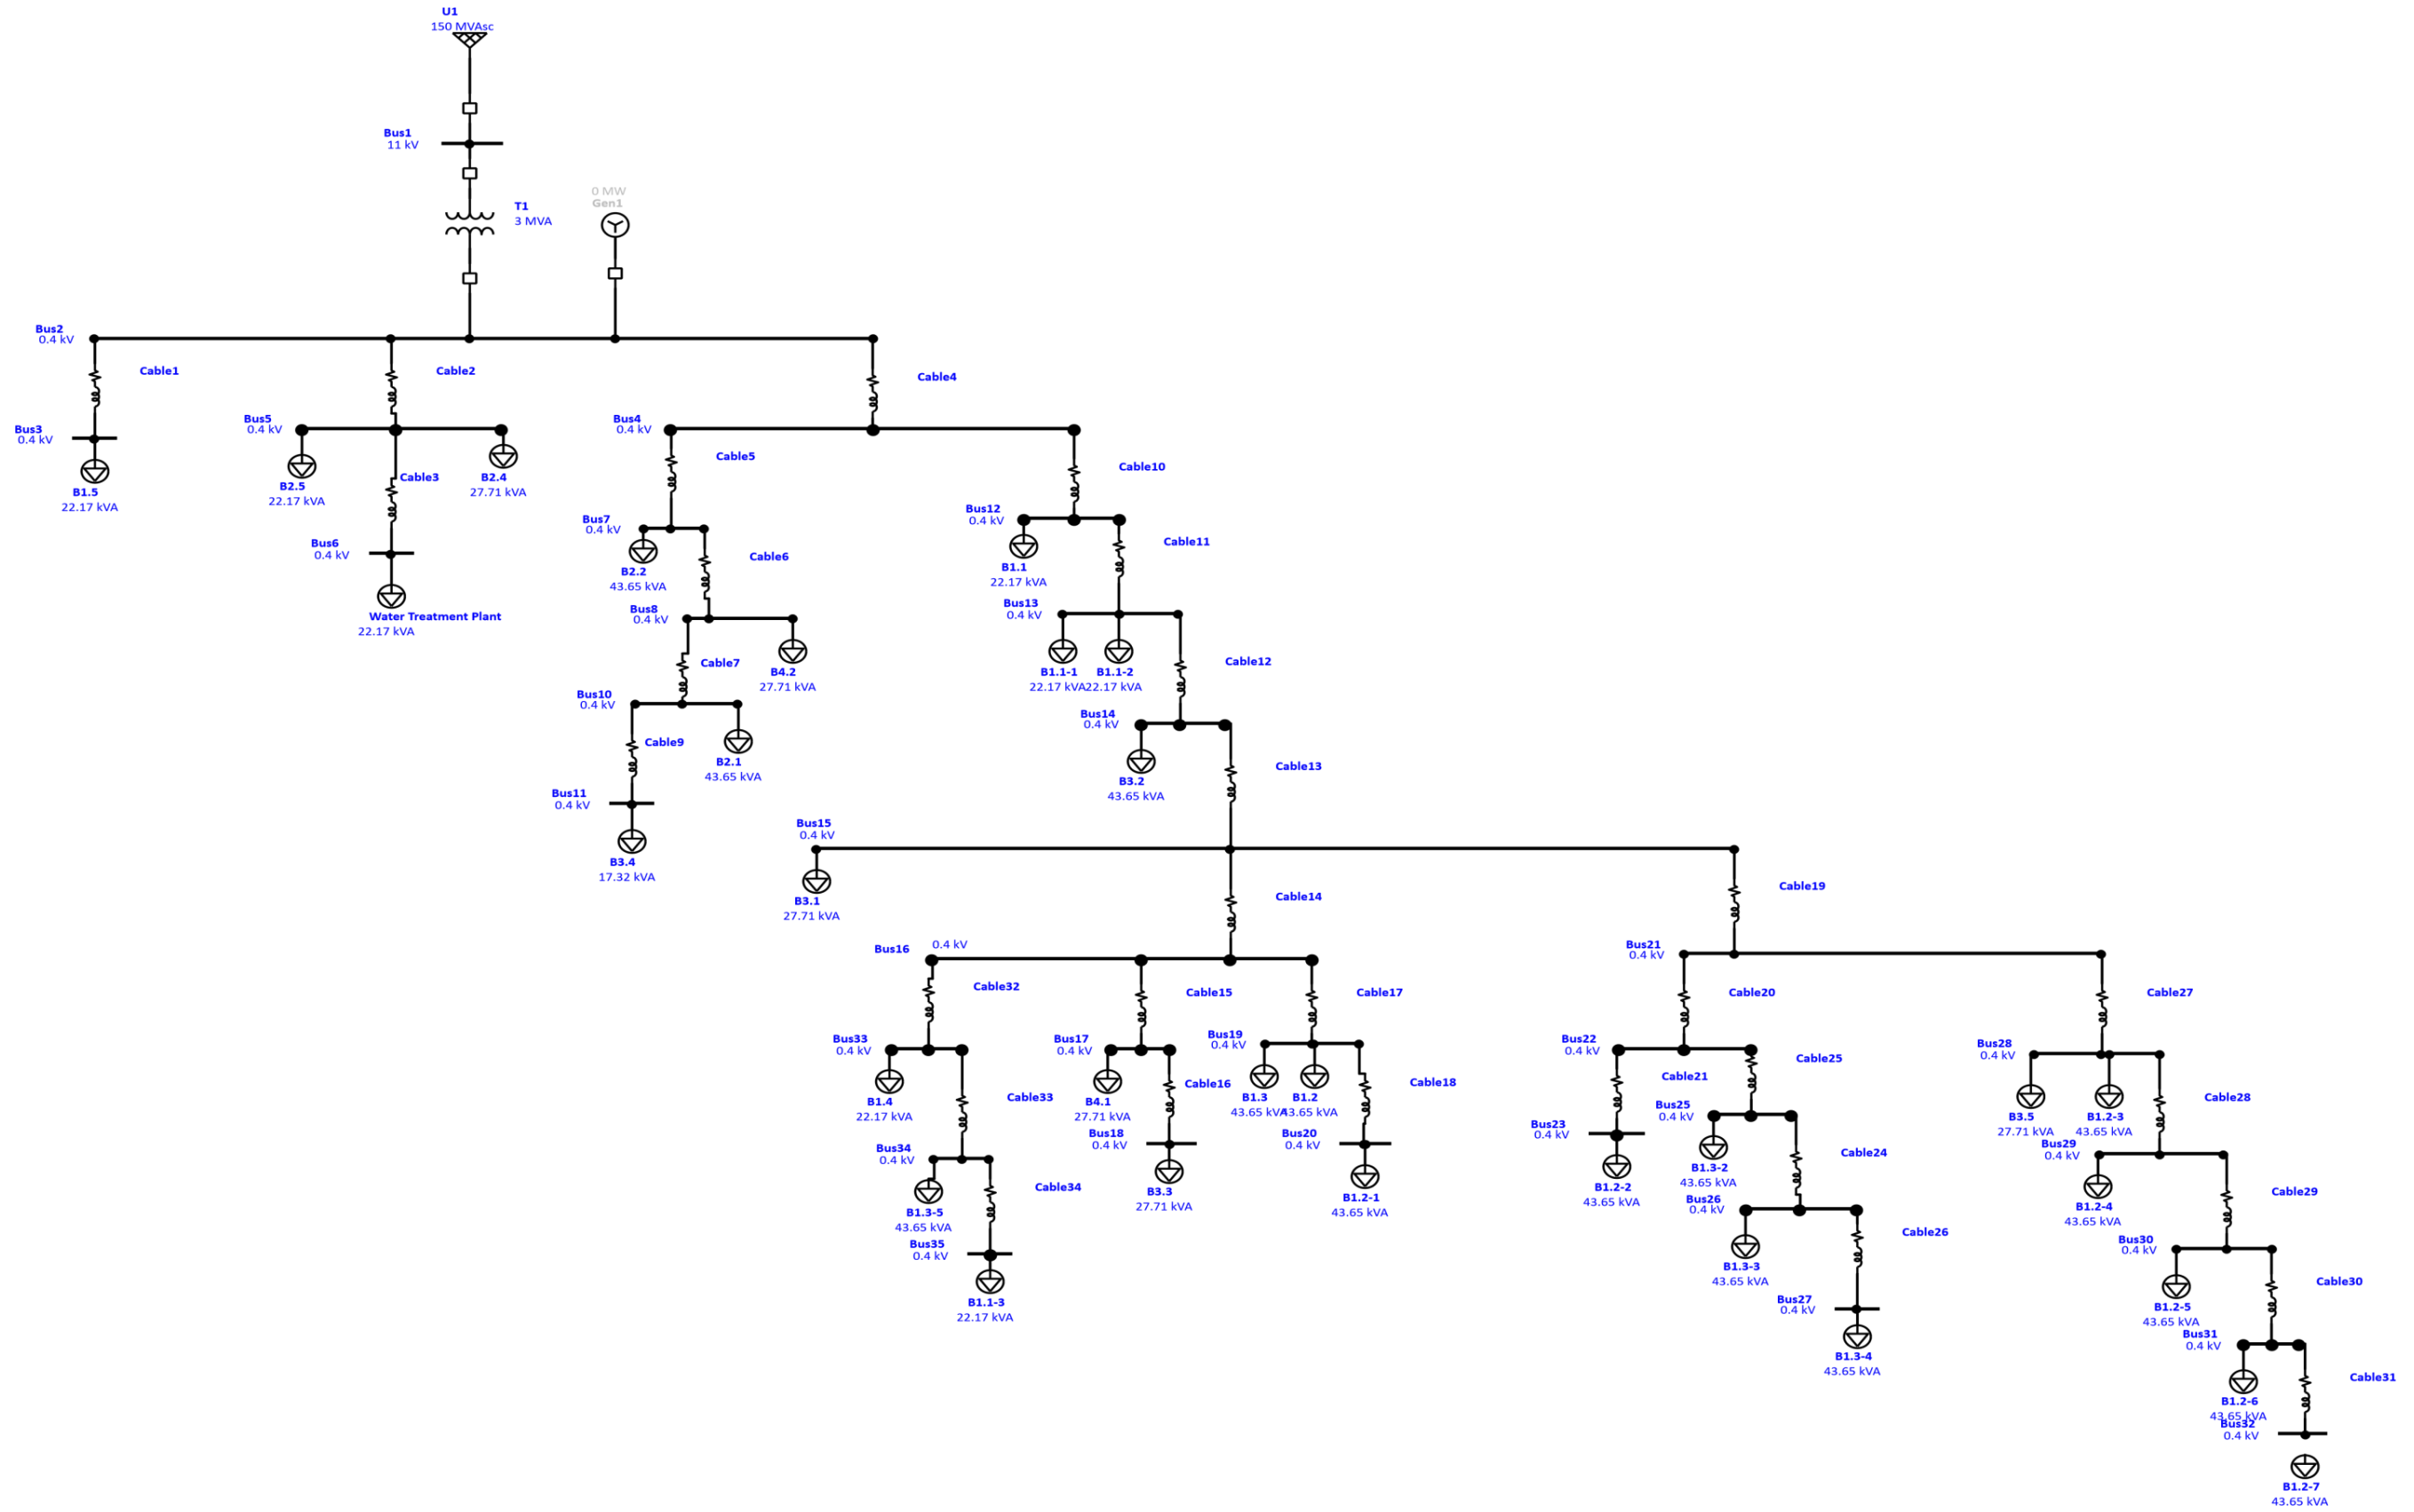 U1
150 MVAsc
Bus1
11 kV
T1
3 MVA
0 MW
Gen1
Bus2
0.4 kV
Cable1
Cable2
Cable4
Bus3
0.4 kV
B1.5
22.17 kVA
Bus5
0.4 kV
B2.5
22.17 kVA
Cable3
B2.4
27.71 kVA
Bus6
0.4 kV
Water Treatment Plant
22.17 kVA
Bus4
0.4 kV
Cable5
Cable10
Bus7
0.4 kV
B2.2
43.65 kVA
Cable6
Bus8
0.4 kV
Cable7
B4.2
27.71 kVA
Bus10
0.4 kV
Cable9
B2.1
43.65 kVA
Bus11
0.4 kV
B3.4
17.32 kVA
Bus12
0.4 kV
B1.1
22.17 kVA
Cable11
Bus13
0.4 kV
B1.1-1
22.17 kVA
B1.1-2
22.17 kVA
Cable12
Bus14
0.4 kV
B3.2
43.65 kVA
Cable13
Bus15
0.4 kV
B3.1
27.71 kVA
Cable14
Cable19
Bus16
0.4 kV
Cable32
Cable15
Cable17
Bus33
0.4 kV
B1.4
22.17 kVA
Cable33
Bus34
0.4 kV
B1.3-5
43.65 kVA
Cable34
Bus35
0.4 kV
B1.1-3
22.17 kVA
Bus17
0.4 kV
B4.1
27.71 kVA
Cable16
Bus18
0.4 kV
B3.3
27.71 kVA
Bus19
0.4 kV
B1.3
43.65 kVA
B1.2
43.65 kVA
Cable18
Bus20
0.4 kV
B1.2-1
43.65 kVA
Bus21
0.4 kV
Cable20
Cable27
Bus22
0.4 kV
Cable21
Cable25
Bus23
0.4 kV
B1.2-2
43.65 kVA
Bus25
0.4 kV
B1.3-2
43.65 kVA
Cable24
Bus26
0.4 kV
B1.3-3
43.65 kVA
Cable26
Bus27
0.4 kV
B1.3-4
43.65 kVA
Bus28
0.4 kV
B3.5
27.71 kVA
B1.2-3
43.65 kVA
Cable28
Bus29
0.4 kV
B1.2-4
43.65 kVA
Cable29
Bus30
0.4 kV
B1.2-5
43.65 kVA
Cable30
Bus31
0.4 kV
B1.2-6
43.65 kVA
Cable31
Bus32
0.4 kV
B1.2-7
43.65 kVA